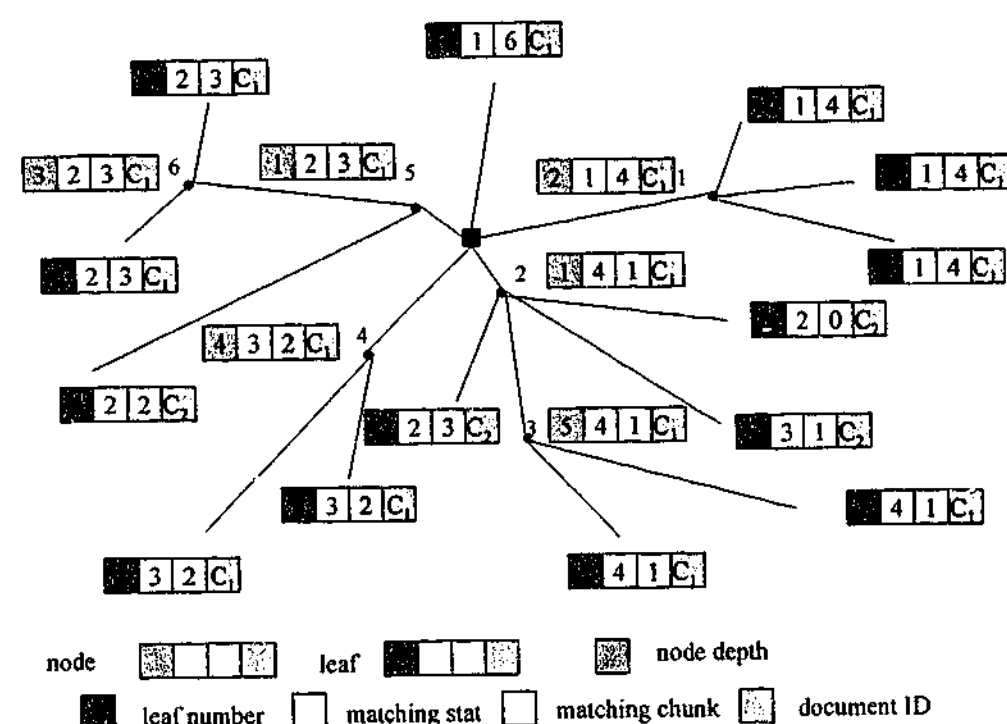 1 6 C1
2 3 C1
1 4 C1
3 2 3 C1
6
1 2 3 C1
5
2 1 4 C1
1
1 4 C1
2 3 C1
2
1 4 1 C1
1 4 C1
2 0 C2
4 3 2 C1
4
2 2 C2
2 3 C2
3
5 4 1 C1
3 1 C2
3 2 C1
4 1 C1
3 2 C1
4 1 C1
node
leaf
node depth
leaf number
matching stat
matching chunk
document ID